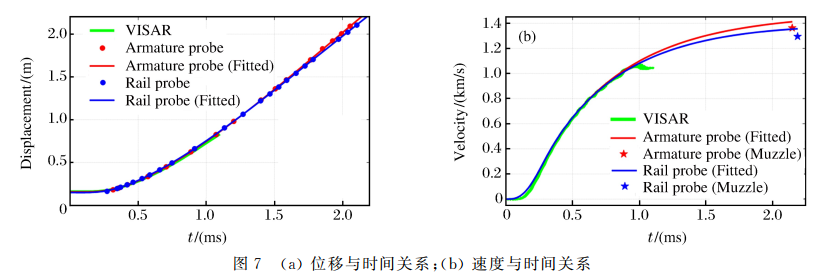 2.0
1.5
1.0
0.5
0
0.5
1.0
1.5
2.0
Displacement/(m)
t/(ms)
VISAR
Armature probe
Armature probe (Fitted)
Rail probe
Rail probe (Fitted)
(b)
1.4
1.2
1.0
0.8
0.6
0.4
0.2
0
0
0.5
1.0
1.5
2.0
Velocity/(km/s)
t/(ms)
VISAR
Armature probe (Fitted)
Armature probe (Muzzle)
Rail probe (Fitted)
Rail probe (Muzzle)
图 7 (a) 位移与时间关系;(b) 速度与时间关系